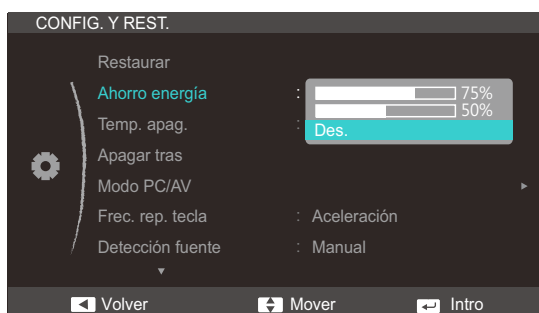 CONFIG. Y REST.
Restaurar
Ahorro energía : 75%
50%
Temp. apag. : Des.
Apagar tras
Modo PC/AV
Frec. rep. tecla : Aceleración
Detección fuente : Manual
Volver Mover Intro